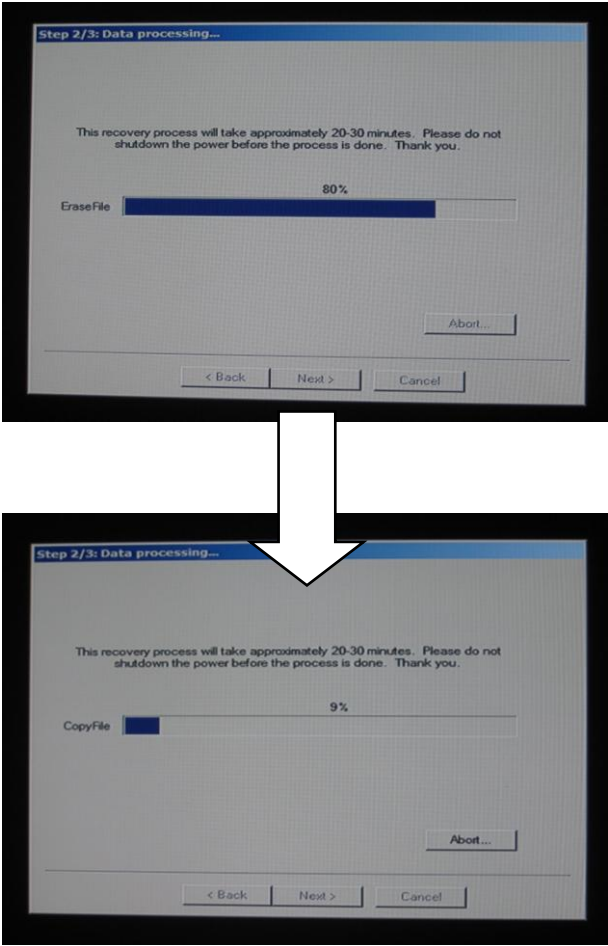 Step 2/3: Data processing...
This recovery process will take approximately 20-30 minutes. Please do not
shutdown the power before the process is done. Thank you.
80%
EraseFile
Abort...
< Back Next > Cancel
Step 2/3: Data processing...
This recovery process will take approximately 20-30 minutes. Please do not
shutdown the power before the process is done. Thank you.
9%
CopyFile
Abort...
< Back Next > Cancel